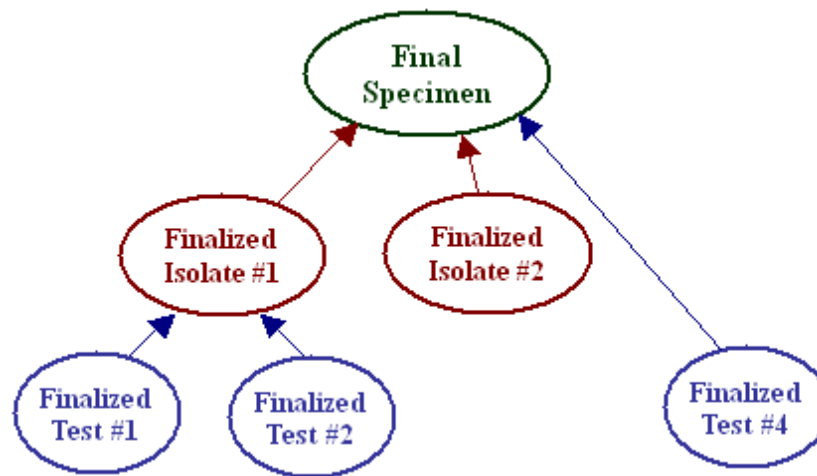 Final
Specimen
Finalized
Isolate #1
Finalized
Isolate #2
Finalized
Test #1
Finalized
Test #2
Finalized
Test #4